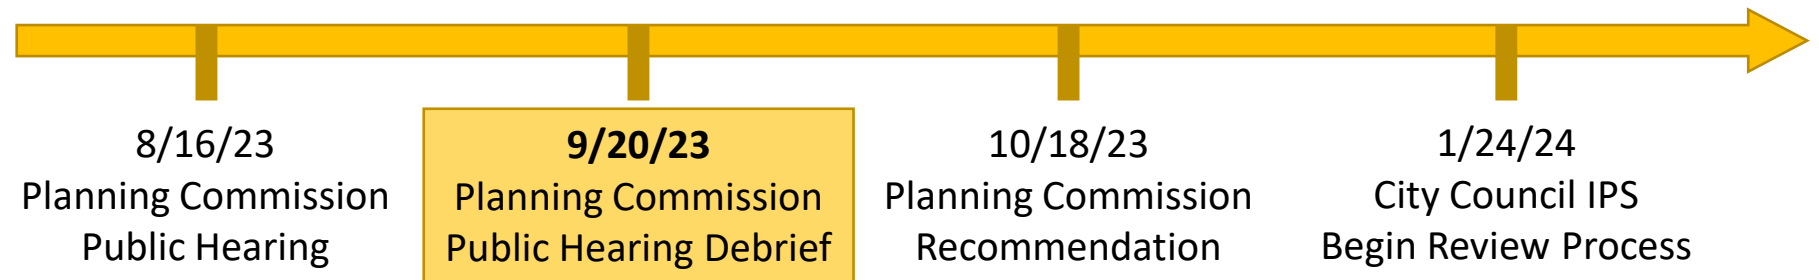 8/16/23
Planning Commission
Public Hearing
9/20/23
Planning Commission
Public Hearing Debrief
10/18/23
Planning Commission
Recommendation
1/24/24
City Council IPS
Begin Review Process